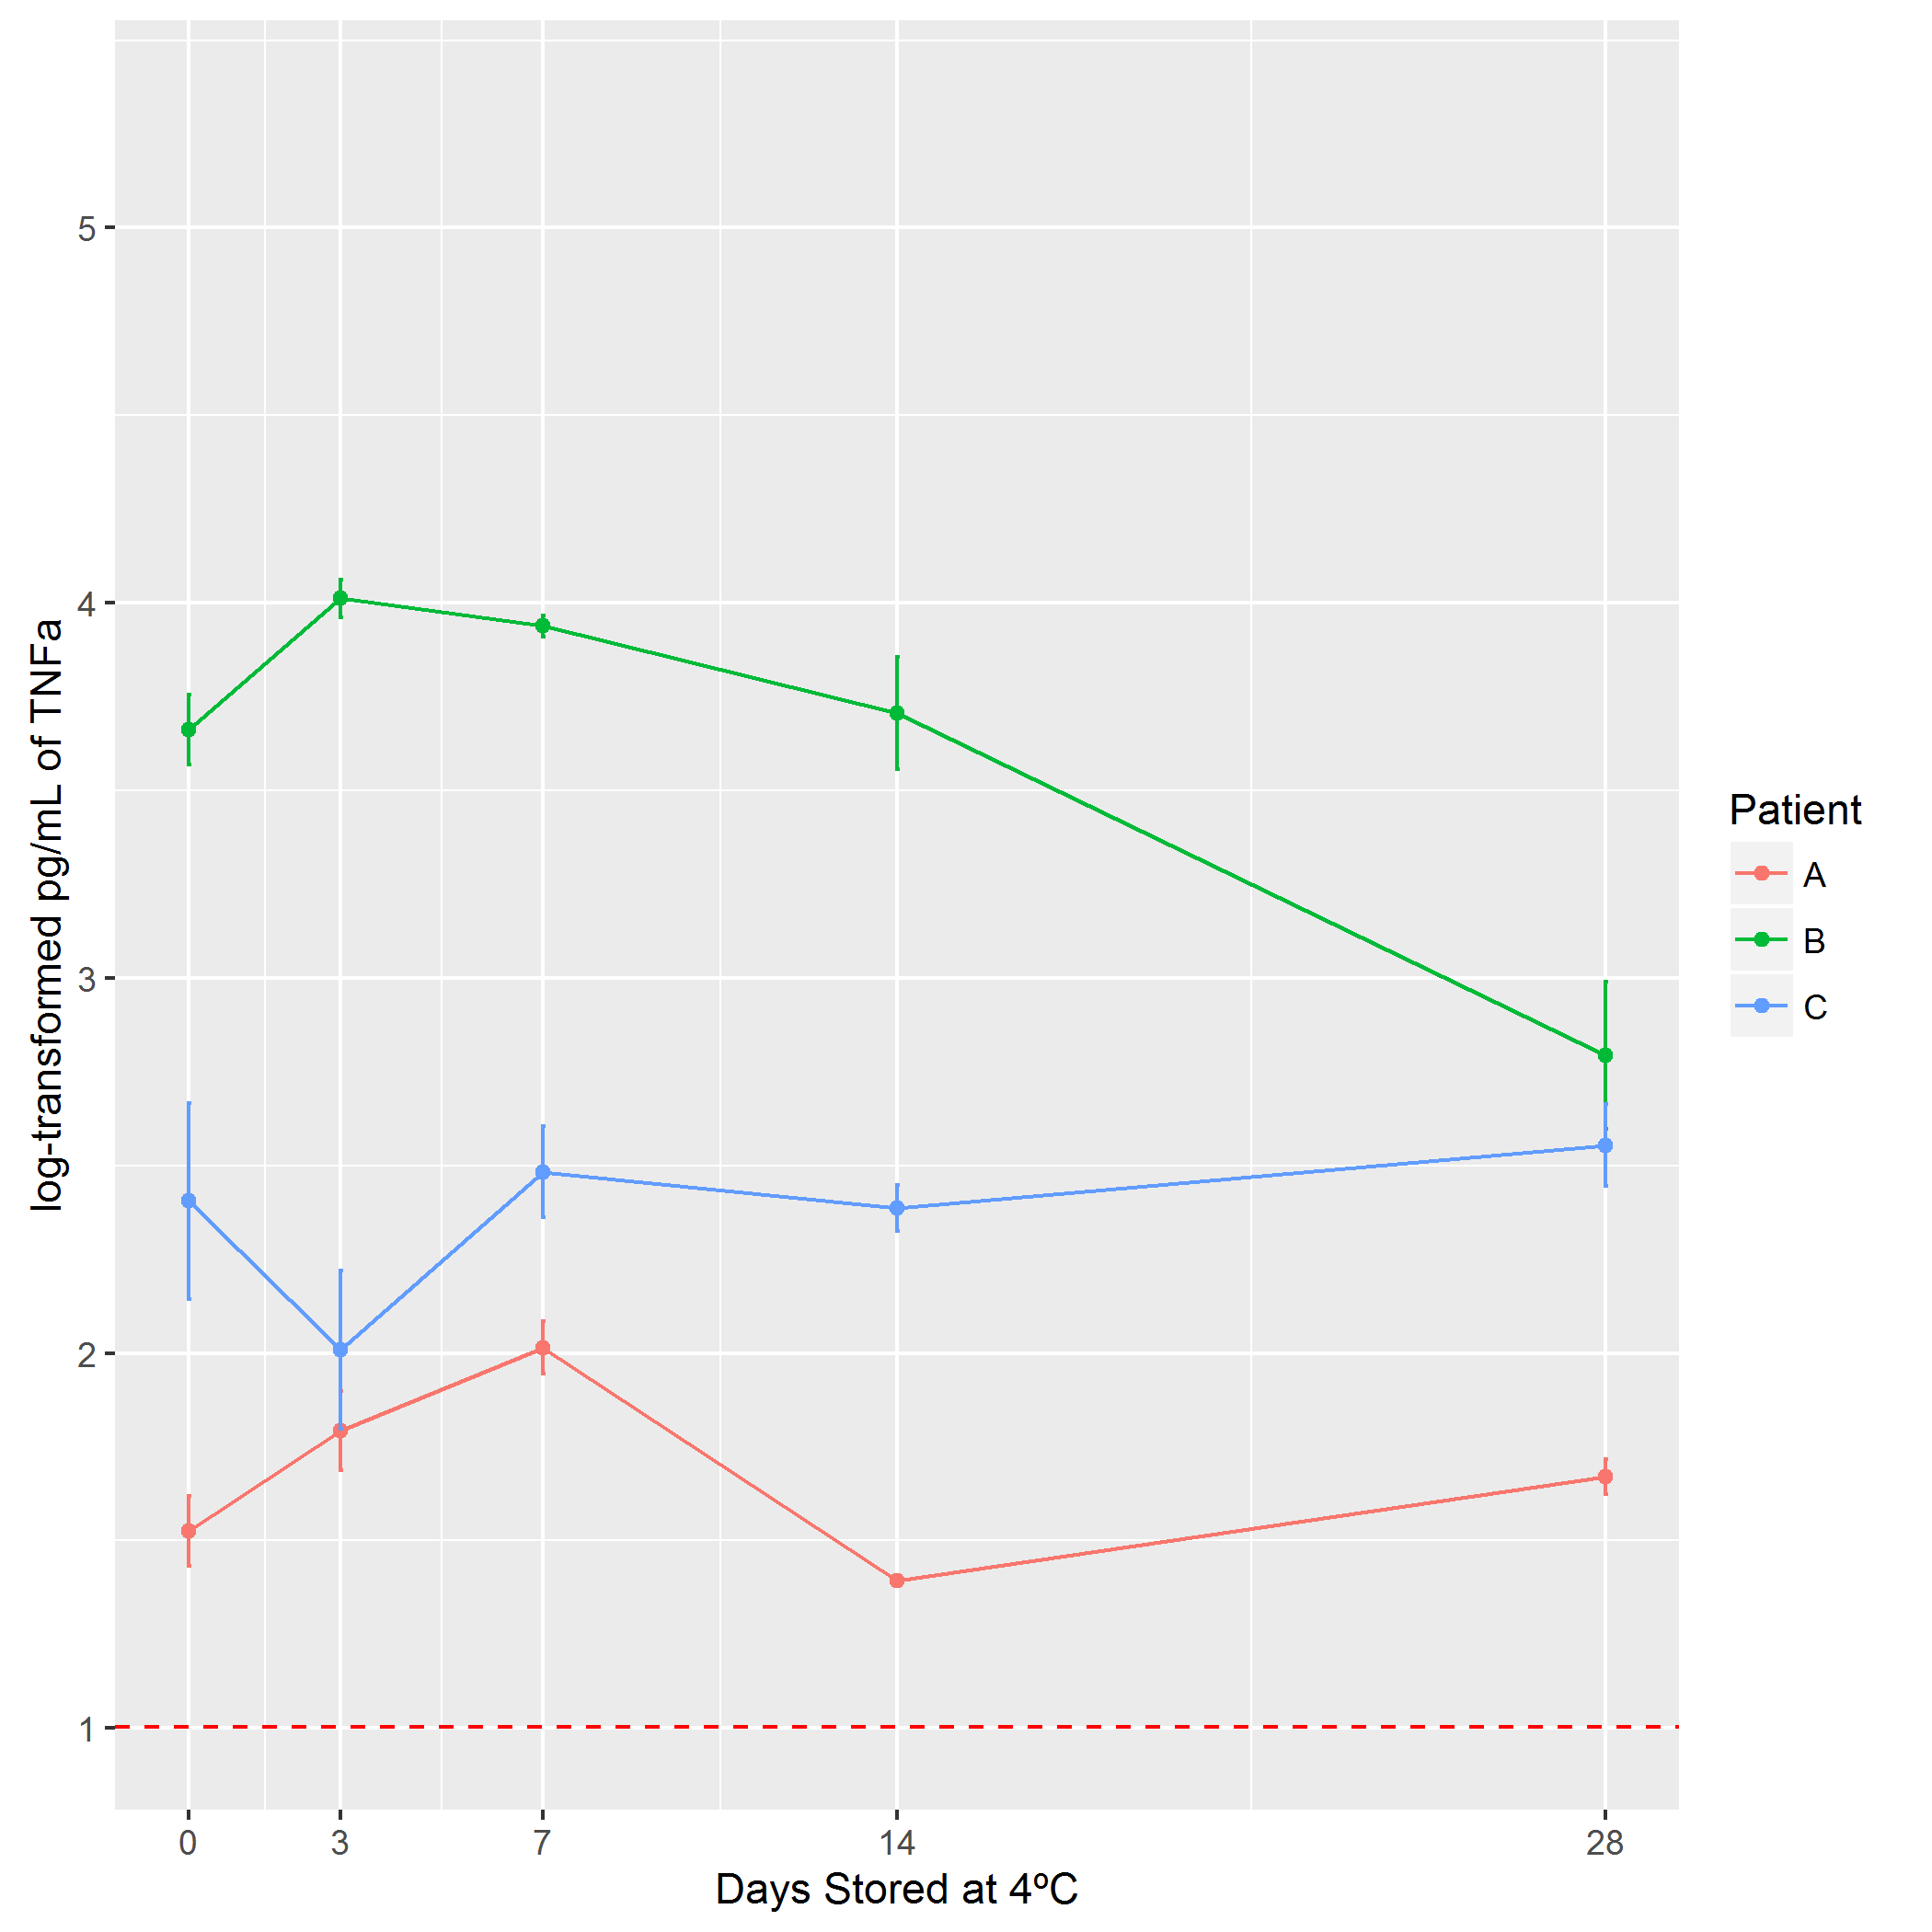 log-transformed pg/mL of TNFa
5
4
3
2
1
0 3 7 14 28
Days Stored at 4ºC
Patient
A
B
C